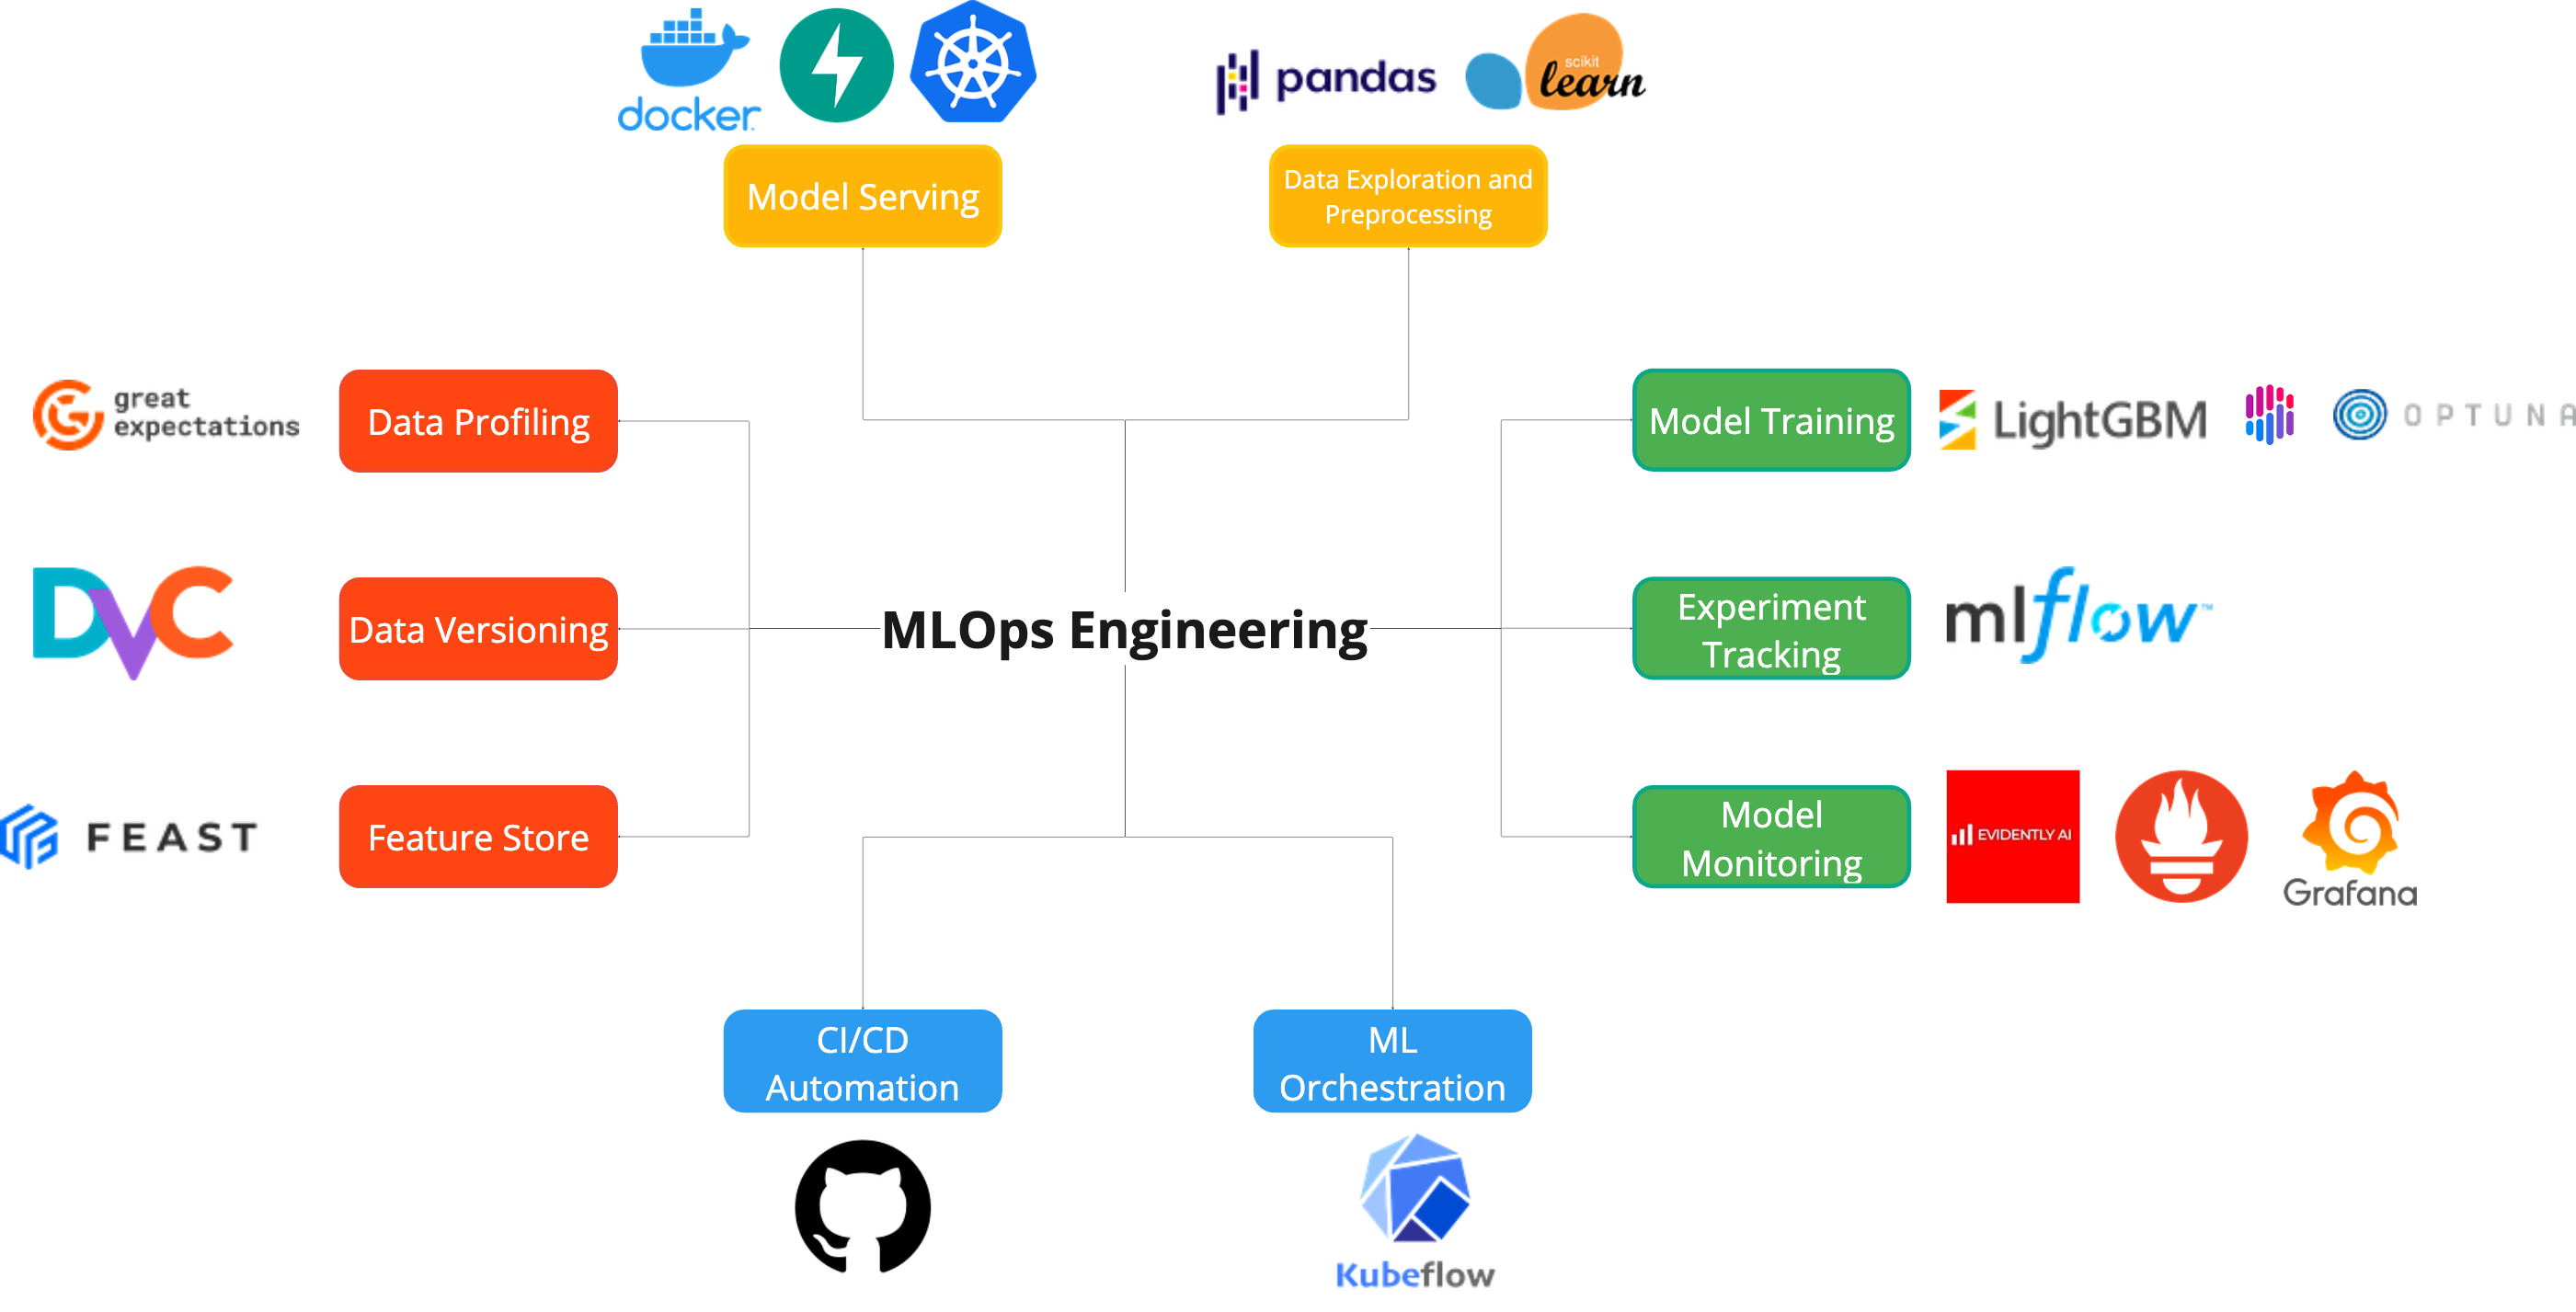 docker
pandas
scikit
learn
Model Serving
Data Exploration and
Preprocessing
great
expectations
Data Profiling
Model Training
LightGBM
OPTUNA
DVC
Data Versioning
MLOps Engineering
Experiment
Tracking
mlflow™
FEAST
Feature Store
Model
Monitoring
EVIDENTLY AI
Grafana
CI/CD
Automation
ML
Orchestration
Kubeflow